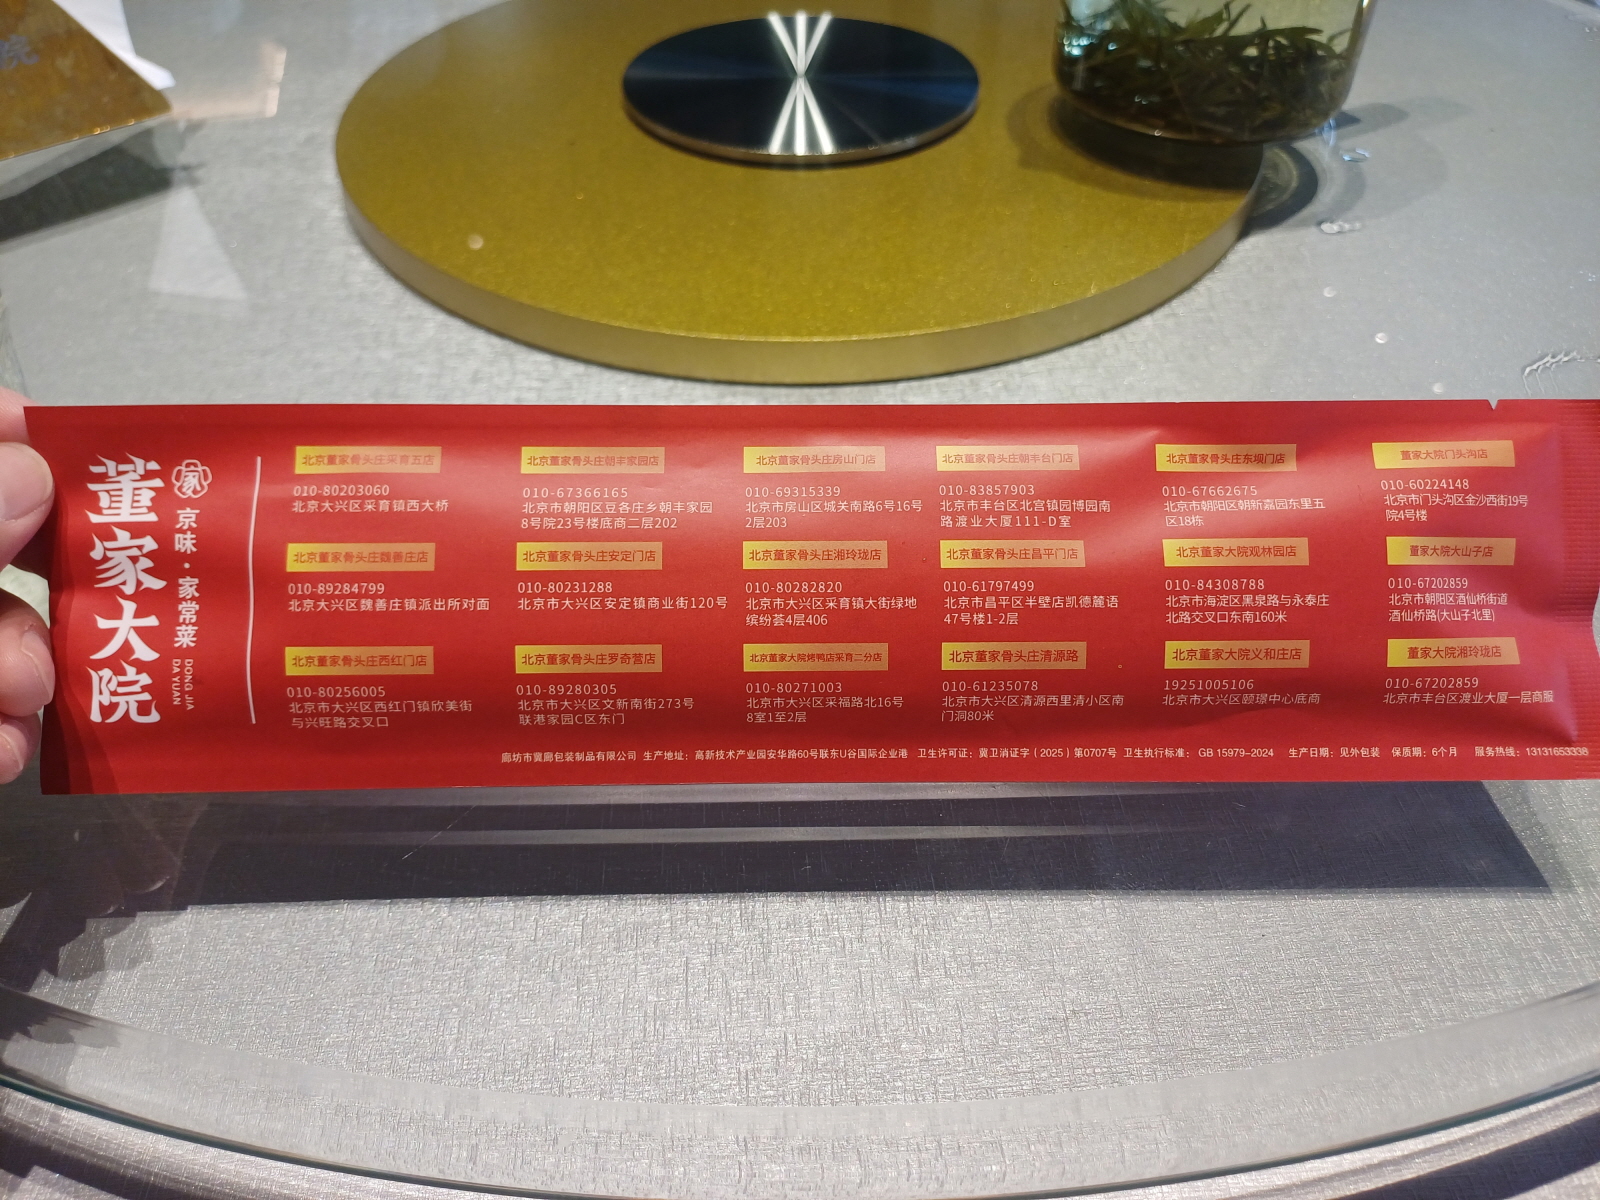 董家大院
家
京味·家常菜
DONG JIA
DA YUAN
北京董家骨头庄采育五店
010-80203060
北京大兴区采育镇西大桥
北京董家骨头庄朝丰家园店
010-67366165
北京市朝阳区豆各庄乡朝丰家园
8号院23号楼底商二层202
北京董家骨头庄房山门店
010-69315339
北京市房山区城关南路6号16号
2层203
北京董家骨头庄朝丰台门店
010-83857903
北京市丰台区北宫镇园博园南
路渡业大厦111-D室
北京董家骨头庄东坝门店
010-67662675
北京市朝阳区朝新嘉园东里五
区18栋
董家大院门头沟店
010-60224148
北京市门头沟区金沙西街19号
院4号楼
北京董家骨头庄魏善庄店
010-89284799
北京大兴区魏善庄镇派出所对面
北京董家骨头庄安定门店
010-80231288
北京市大兴区安定镇商业街120号
北京董家骨头庄湘玲珑店
010-80282820
北京市大兴区采育镇大街绿地
缤纷荟4层406
北京董家骨头庄昌平门店
010-61797499
北京市昌平区半壁店凯德麓语
47号楼1-2层
北京董家大院观林园店
010-84308788
北京市海淀区黑泉路与永泰庄
北路交叉口东南160米
董家大院大山子店
010-67202859
北京市朝阳区酒仙桥街道
酒仙桥路(大山子北里)
北京董家骨头庄西红门店
010-80256005
北京市大兴区西红门镇欣美街
与兴旺路交叉口
北京董家骨头庄罗奇营店
010-89280305
北京市大兴区文新南街273号
联港家园C区东门
北京董家大院烤鸭店采育二分店
010-80271003
北京市大兴区采福路北16号
8室1至2层
北京董家骨头庄清源路
010-61235078
北京市大兴区清源西里清小区南
门洞80米
北京董家大院义和庄店
19251005106
北京市大兴区颐璟中心底商
董家大院湘玲珑店
010-67202859
北京市丰台区渡业大厦一层商服
廊坊市冀廊包装制品有限公司 生产地址：高新技术产业园安华路60号联东U谷国际企业港 卫生许可证：冀卫消证字（2025）第0707号 卫生执行标准：GB 15979-2024 生产日期：见外包装 保质期：6个月 服务热线：13131653338
院